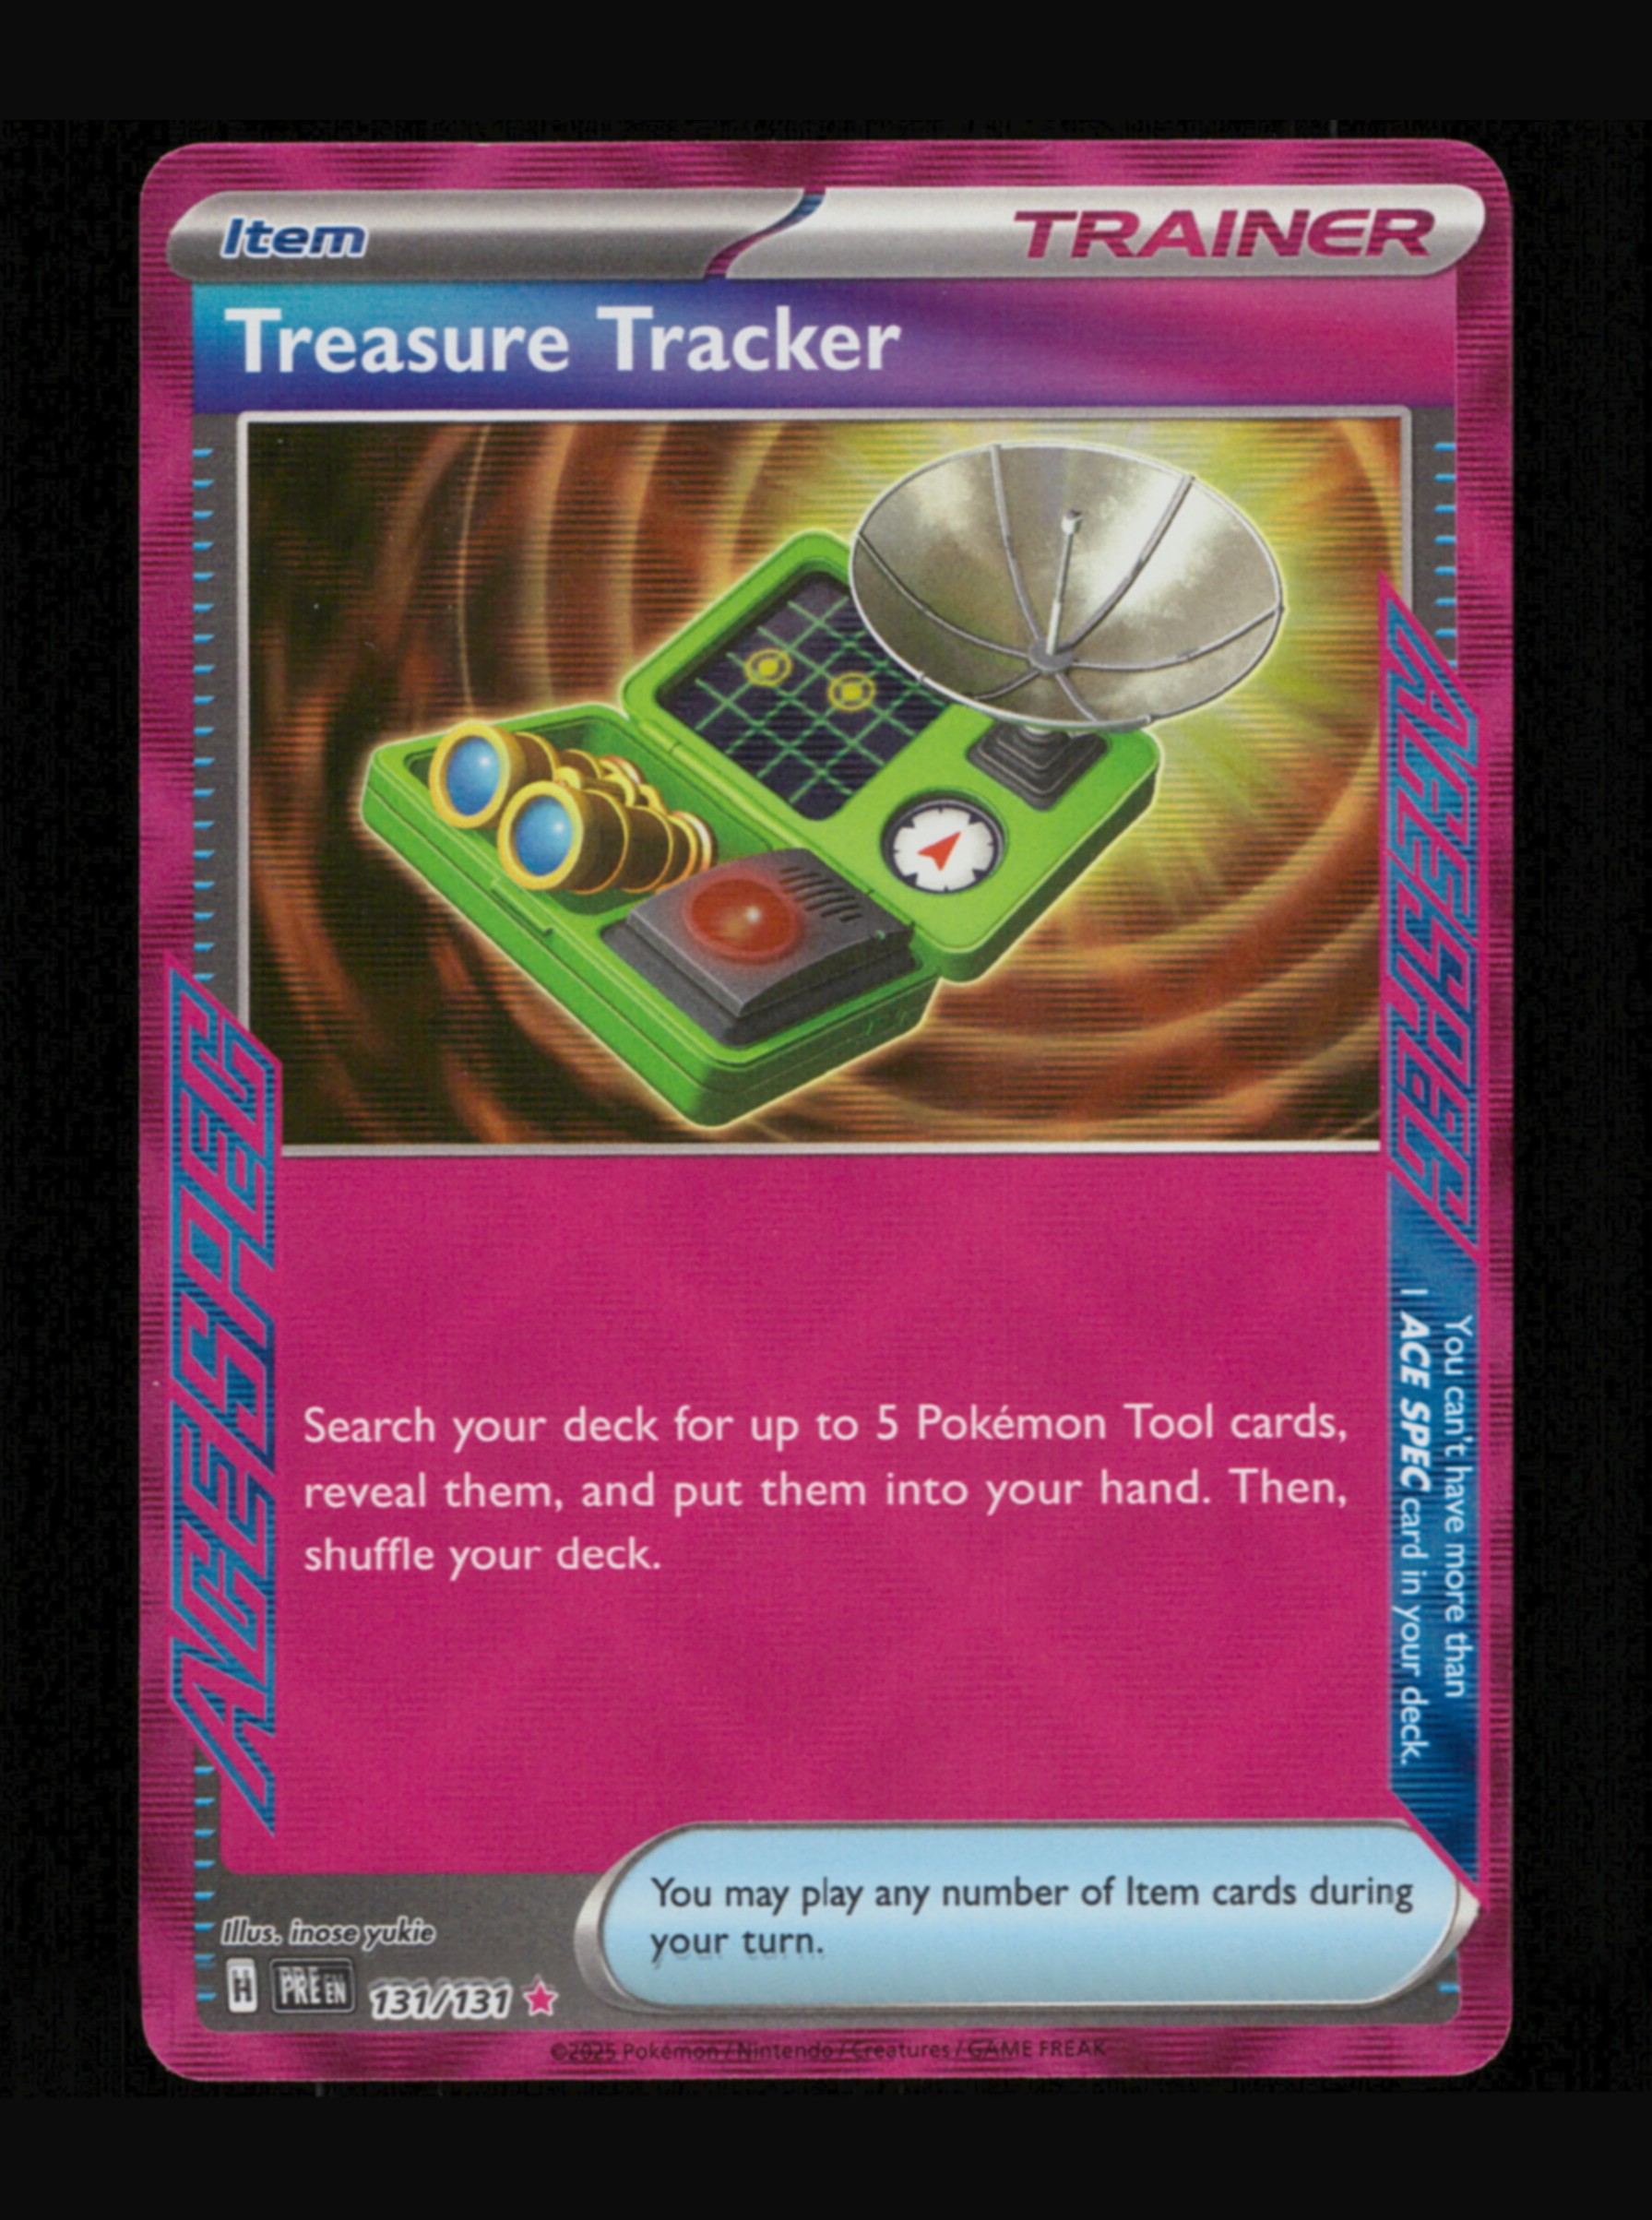 Item
TRAINER
Treasure Tracker
ACE SPEC
ACE SPEC
You can't have more than
1 ACE SPEC card in your deck.
Search your deck for up to 5 Pokémon Tool cards,
reveal them, and put them into your hand. Then,
shuffle your deck.
You may play any number of Item cards during
your turn.
Illus. inose yukie
H PRE EN 131/131
©2025 Pokémon / Nintendo / Creatures / GAME FREAK